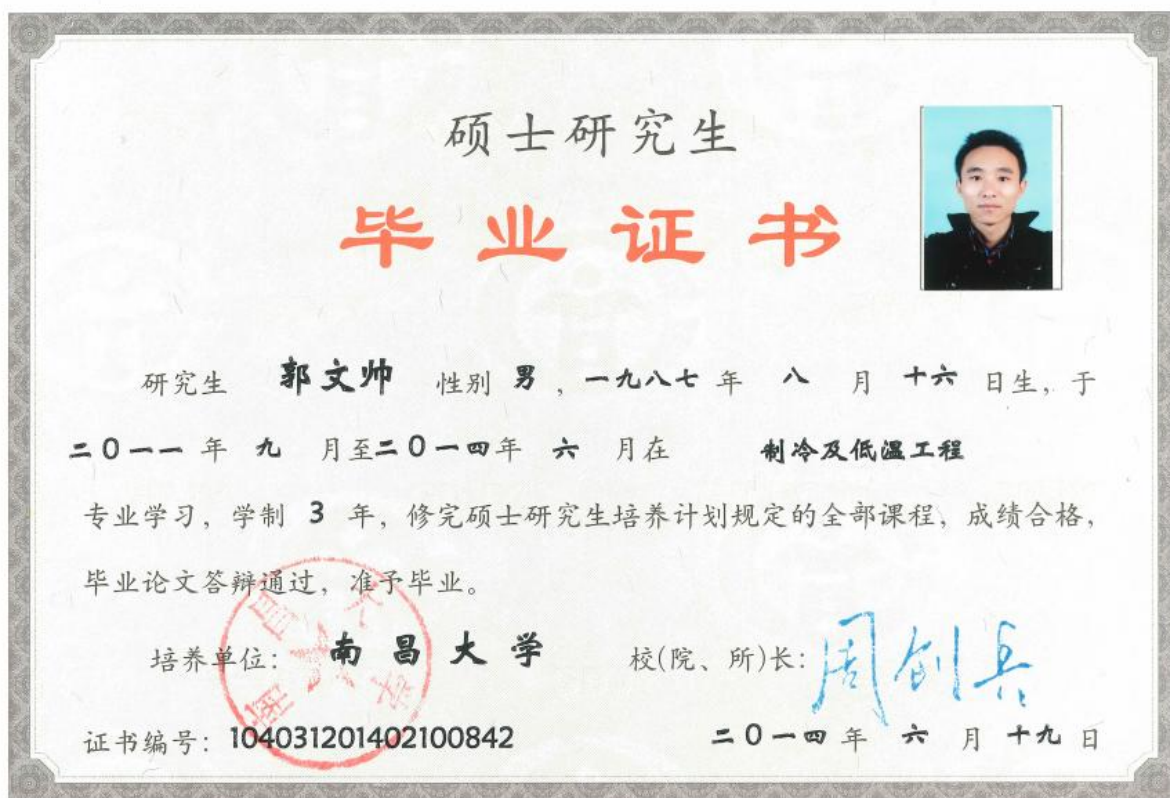 硕士研究生
毕业证书
研究生 郭文帅 性别 男，一九八七 年 八 月 十六 日生，于
二〇一一 年 九 月至二〇一四年 六 月在 制冷及低温工程
专业学习，学制 3 年，修完硕士研究生培养计划规定的全部课程，成绩合格，
毕业论文答辩通过，准予毕业。
培养单位：南昌大学 校(院、所)长：周创兵
南昌大学
证书编号：104031201402100842 二〇一四 年 六 月 十九 日